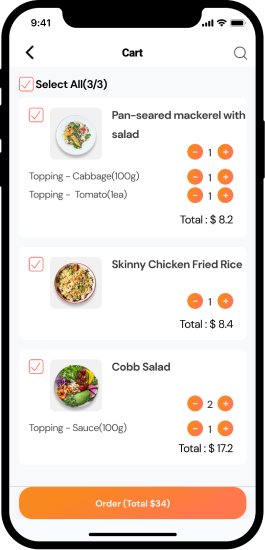 9:41
Cart
Select All(3/3)
Pan-seared mackerel with
salad
- 1 +
Topping - Cabbage(100g) - 1 +
Topping - Tomato(1ea) - 1 +
Total : $ 8.2
Skinny Chicken Fried Rice
- 1 +
Total : $ 8.4
Cobb Salad
- 2 +
Topping - Sauce(100g) - 1 +
Total : $ 17.2
Order (Total $34)